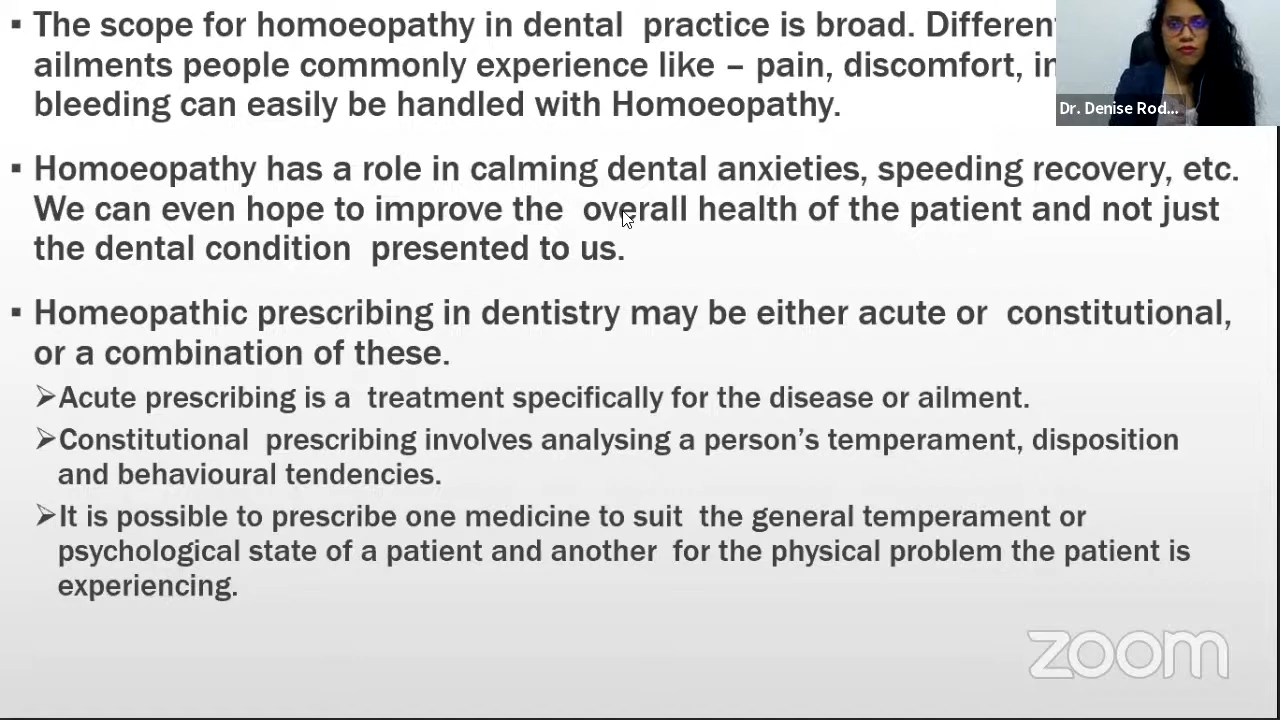 ▪ The scope for homoeopathy in dental practice is broad. Different
ailments people commonly experience like – pain, discomfort,
bleeding can easily be handled with Homoeopathy.
▪ Homoeopathy has a role in calming dental anxieties, speeding recovery, etc.
We can even hope to improve the overall health of the patient and not just
the dental condition presented to us.
▪ Homeopathic prescribing in dentistry may be either acute or constitutional,
or a combination of these.
➢Acute prescribing is a treatment specifically for the disease or ailment.
➢Constitutional prescribing involves analysing a person's temperament, disposition
and behavioural tendencies.
➢It is possible to prescribe one medicine to suit the general temperament or
psychological state of a patient and another for the physical problem the patient is
experiencing.
Dr. Denise Rod...
zoom